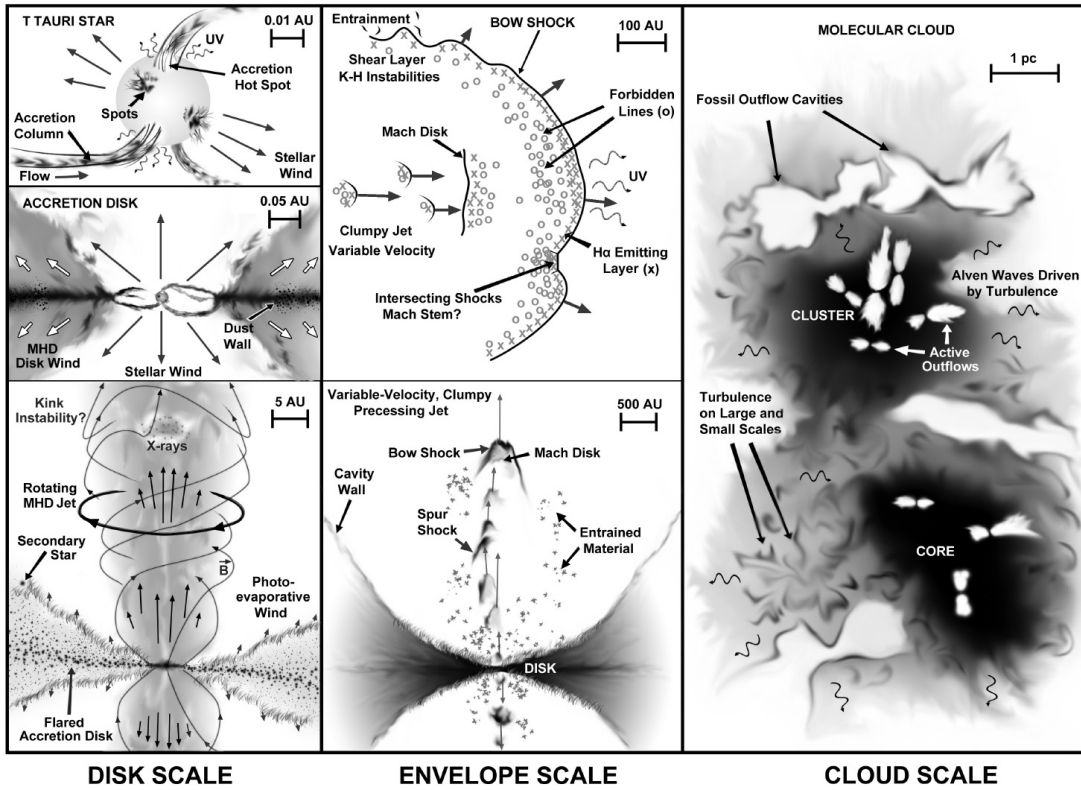 T TAURI STAR
0.01 AU
UV
Accretion
Hot Spot
Spots
Accretion
Column
Flow
Stellar
Wind
ACCRETION DISK
0.05 AU
MHD
Disk Wind
Dust
Wall
Stellar Wind
Kink
Instability?
5 AU
X-rays
Rotating
MHD Jet
Secondary
Star
B
Photo-
evaporative
Wind
Flared
Accretion Disk
DISK SCALE
Entrainment
Shear Layer
K-H Instabilities
BOW SHOCK
100 AU
Forbidden
Lines (o)
Mach Disk
UV
Clumpy Jet
Variable Velocity
Hα Emitting
Layer (x)
Intersecting Shocks
Mach Stem?
Variable-Velocity, Clumpy
Precessing Jet
500 AU
Bow Shock
Mach Disk
Cavity
Wall
Spur
Shock
Entrained
Material
DISK
ENVELOPE SCALE
MOLECULAR CLOUD
1 pc
Fossil Outflow Cavities
Alven Waves Driven
by Turbulence
CLUSTER
Active
Outflows
Turbulence
on Large and
Small Scales
CORE
CLOUD SCALE